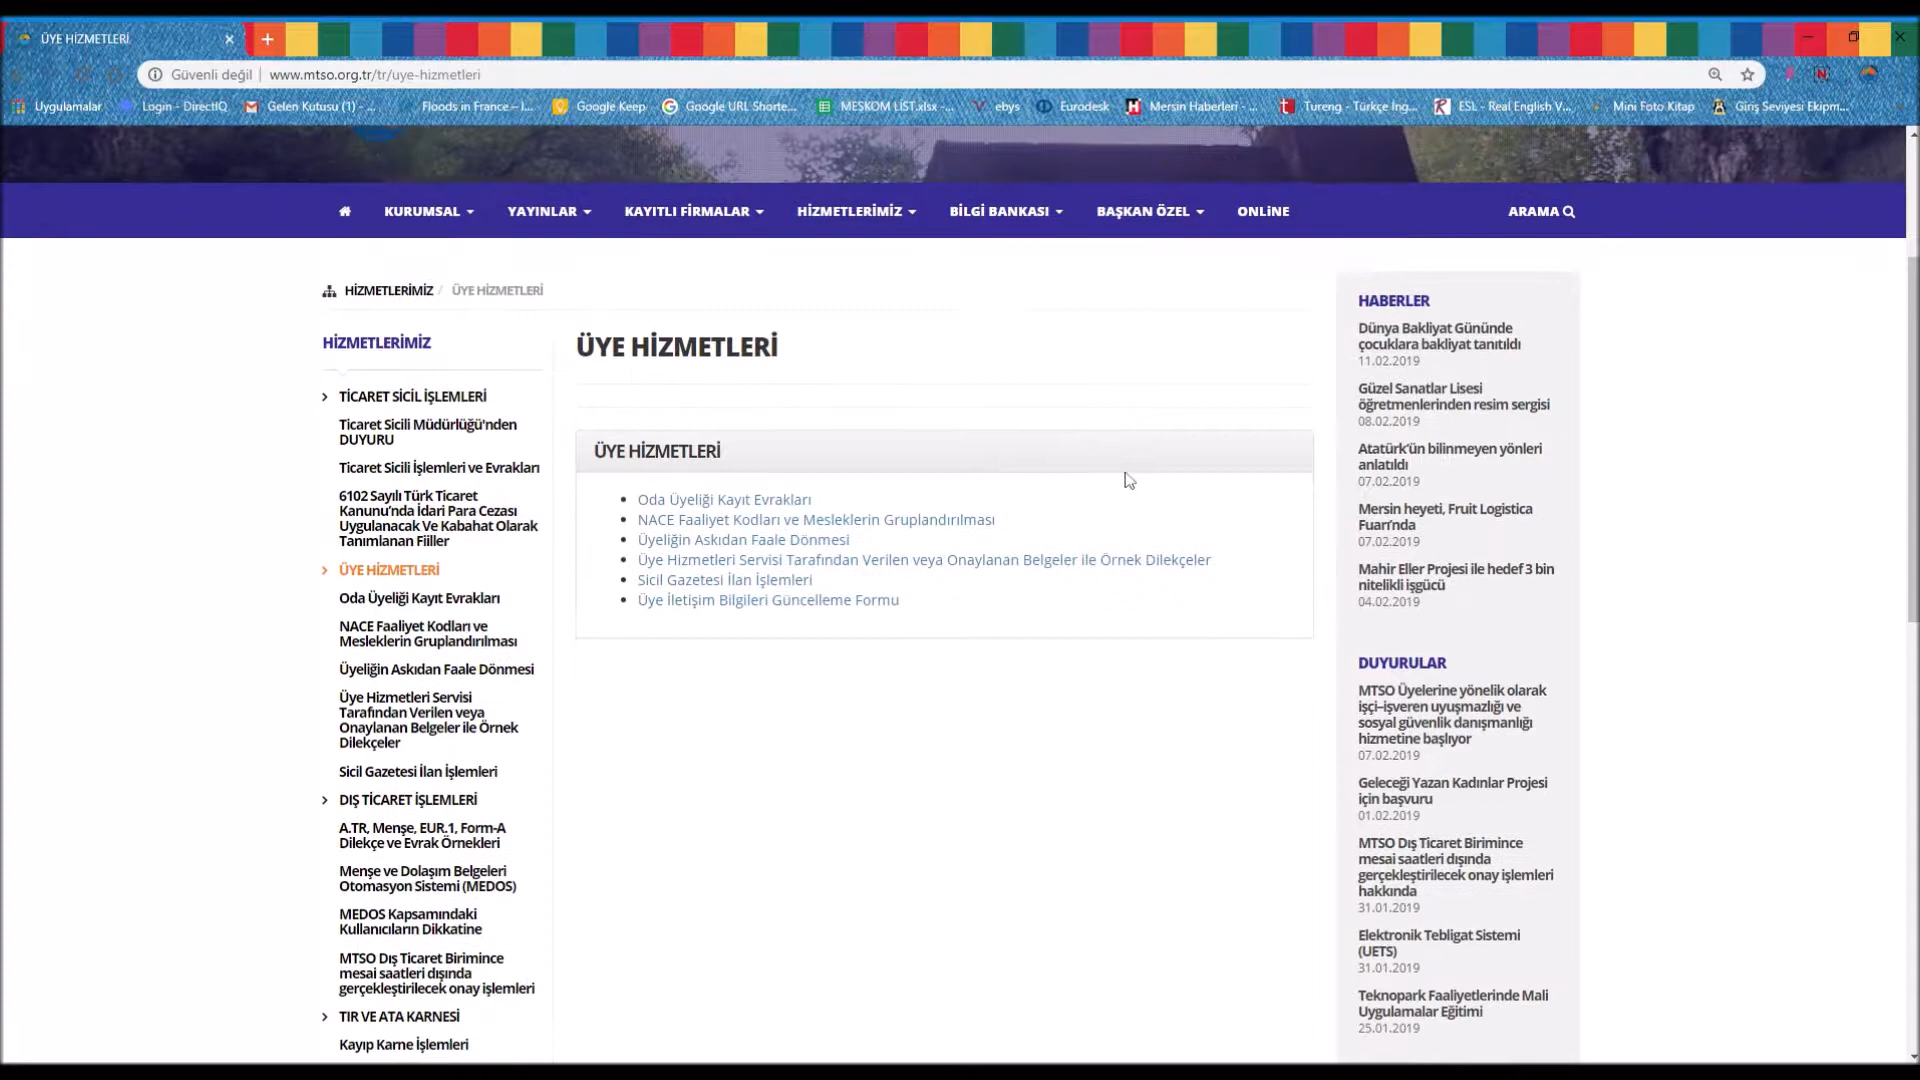 ÜYE HİZMETLERİ
Güvenli değil
www.mtso.org.tr/tr/uye-hizmetleri
Uygulamalar
Login - DirectIQ
Gelen Kutusu (1) - ...
Floods in France – l...
Google Keep
Google URL Shorte...
MESKOM LİST.xlsx -...
ebys
Eurodesk
Mersin Haberleri - ...
Tureng - Türkçe İng...
ESL - Real English V...
Mini Foto Kitap
Giriş Seviyesi Ekipm...
KURUMSAL
YAYINLAR
KAYITLI FİRMALAR
HİZMETLERİMİZ
BİLGİ BANKASI
BAŞKAN ÖZEL
ONLiNE
ARAMA
HİZMETLERİMİZ / ÜYE HİZMETLERİ
HİZMETLERİMİZ
TİCARET SİCİL İŞLEMLERİ
Ticaret Sicili Müdürlüğü'nden
DUYURU
Ticaret Sicili İşlemleri ve Evrakları
6102 Sayılı Türk Ticaret
Kanunu’nda İdari Para Cezası
Uygulanacak Ve Kabahat Olarak
Tanımlanan Fiiller
ÜYE HİZMETLERİ
Oda Üyeliği Kayıt Evrakları
NACE Faaliyet Kodları ve
Mesleklerin Gruplandırılması
Üyeliğin Askıdan Faale Dönmesi
Üye Hizmetleri Servisi
Tarafından Verilen veya
Onaylanan Belgeler ile Örnek
Dilekçeler
Sicil Gazetesi İlan İşlemleri
DIŞ TİCARET İŞLEMLERİ
A.TR, Menşe, EUR.1, Form-A
Dilekçe ve Evrak Örnekleri
Menşe ve Dolaşım Belgeleri
Otomasyon Sistemi (MEDOS)
MEDOS Kapsamındaki
Kullanıcıların Dikkatine
MTSO Dış Ticaret Birimince
mesai saatleri dışında
gerçekleştirilecek onay işlemleri
TIR VE ATA KARNESİ
Kayıp Karne İşlemleri
ÜYE HİZMETLERİ
ÜYE HİZMETLERİ
Oda Üyeliği Kayıt Evrakları
NACE Faaliyet Kodları ve Mesleklerin Gruplandırılması
Üyeliğin Askıdan Faale Dönmesi
Üye Hizmetleri Servisi Tarafından Verilen veya Onaylanan Belgeler ile Örnek Dilekçeler
Sicil Gazetesi İlan İşlemleri
Üye İletişim Bilgileri Güncelleme Formu
HABERLER
Dünya Bakliyat Gününde
çocuklara bakliyat tanıtıldı
11.02.2019
Güzel Sanatlar Lisesi
öğretmenlerinden resim sergisi
08.02.2019
Atatürk’ün bilinmeyen yönleri
anlatıldı
07.02.2019
Mersin heyeti, Fruit Logistica
Fuarı’nda
07.02.2019
Mahir Eller Projesi ile hedef 3 bin
nitelikli işgücü
04.02.2019
DUYURULAR
MTSO Üyelerine yönelik olarak
işçi–işveren uyuşmazlığı ve
sosyal güvenlik danışmanlığı
hizmetine başlıyor
07.02.2019
Geleceği Yazan Kadınlar Projesi
için başvuru
01.02.2019
MTSO Dış Ticaret Birimince
mesai saatleri dışında
gerçekleştirilecek onay işlemleri
hakkında
31.01.2019
Elektronik Tebligat Sistemi
(UETS)
31.01.2019
Teknopark Faaliyetlerinde Mali
Uygulamalar Eğitimi
25.01.2019